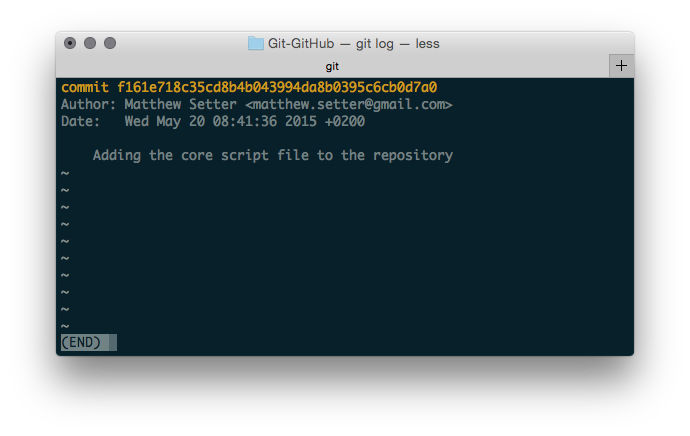 Git-GitHub — git log — less
git
+
commit f161e718c35cd8b4b043994da8b0395c6cb0d7a0
Author: Matthew Setter <matthew.setter@gmail.com>
Date:   Wed May 20 08:41:36 2015 +0200
    Adding the core script file to the repository
~
~
~
~
~
~
~
~
~
~
(END)